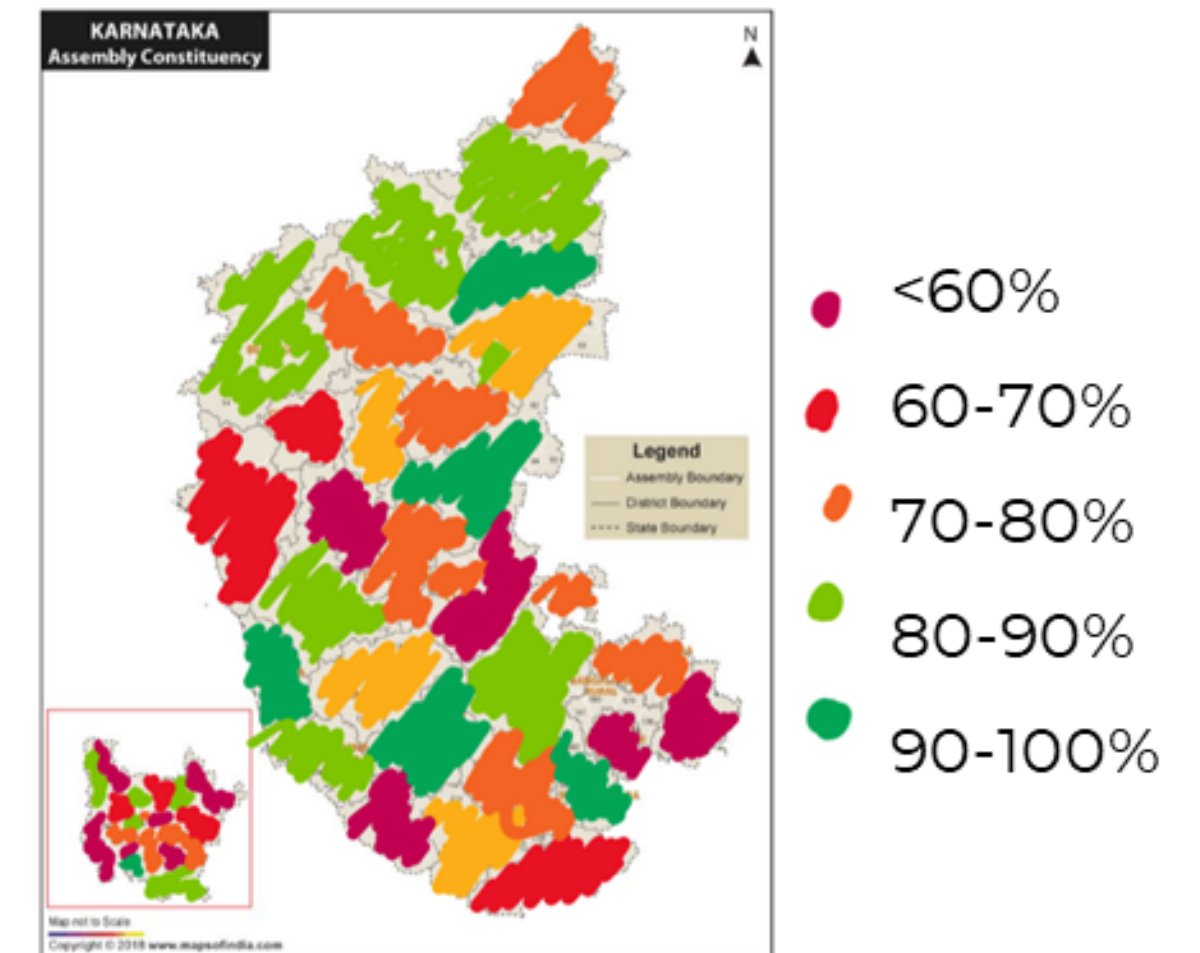 KARNATAKA
Assembly Constituency
N
Legend
Assembly Boundary
District Boundary
State Boundary
<60%
60-70%
70-80%
80-90%
90-100%
RURAL
Map not to Scale
Copyright © 2018 www.mapsofindia.com